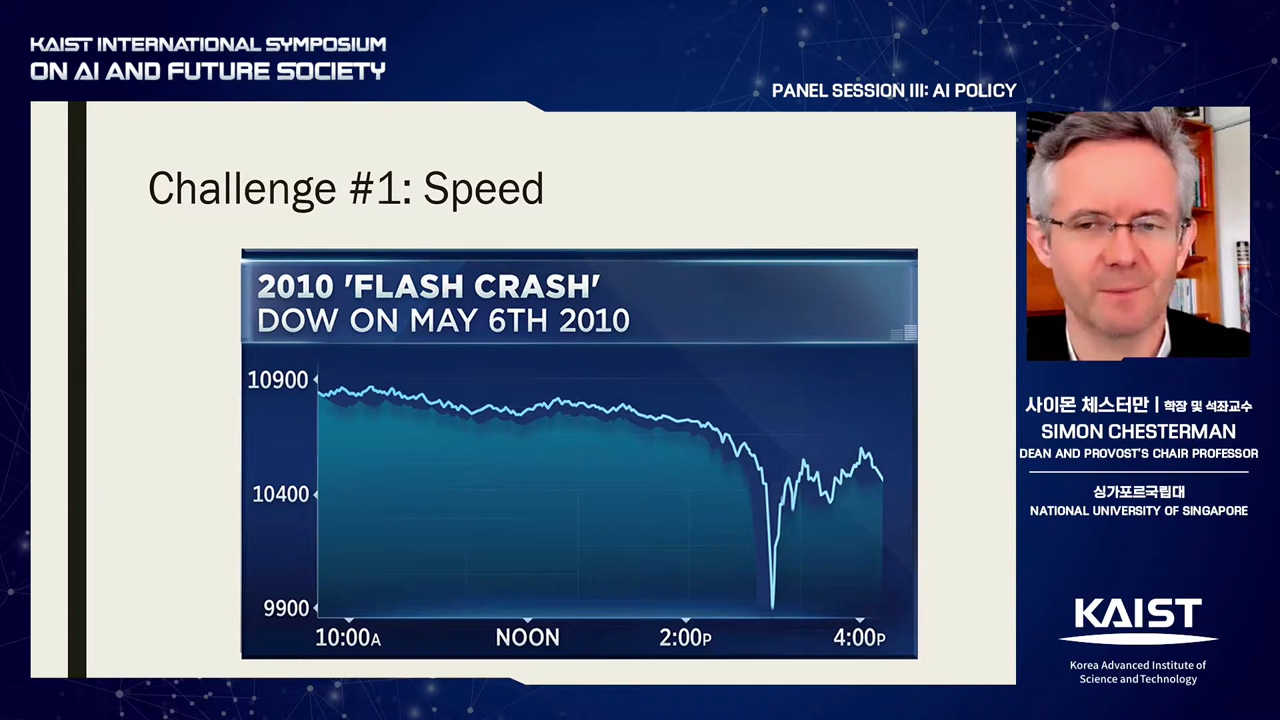 KAIST INTERNATIONAL SYMPOSIUM
ON AI AND FUTURE SOCIETY
PANEL SESSION III: AI POLICY
Challenge #1: Speed
2010 'FLASH CRASH'
DOW ON MAY 6TH 2010
10900
10400
9900
10:00A
NOON
2:00P
4:00P
사이몬 체스터만 | 학장 및 석좌교수
SIMON CHESTERMAN
DEAN AND PROVOST'S CHAIR PROFESSOR
싱가포르국립대
NATIONAL UNIVERSITY OF SINGAPORE
KAIST
Korea Advanced Institute of
Science and Technology